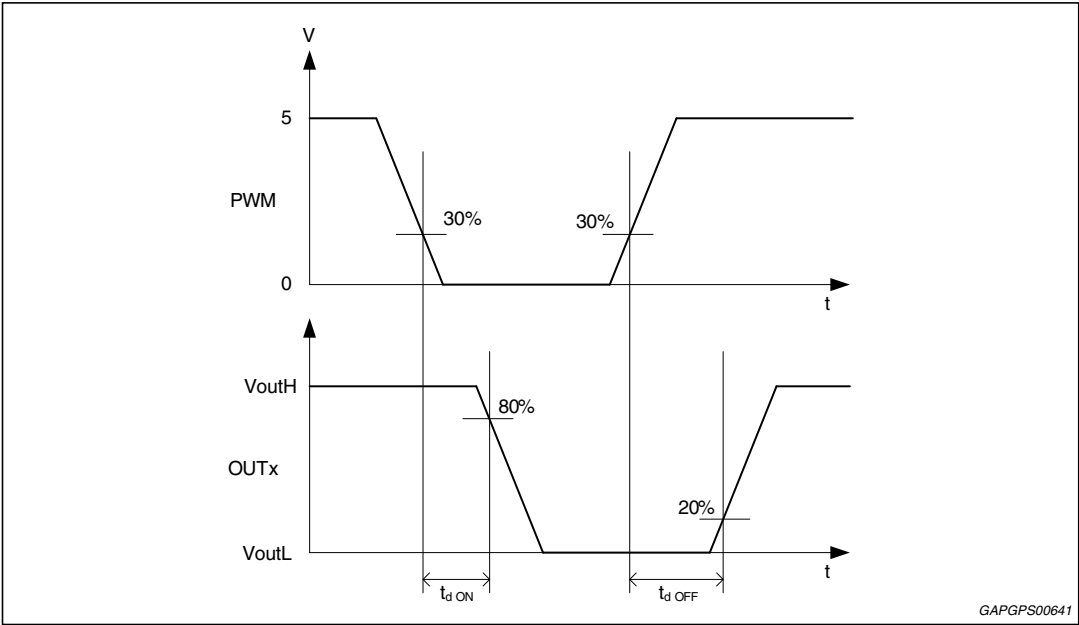 V
5
PWM
30%
30%
0
t
VoutH
80%
OUTx
20%
VoutL
t
td ON
td OFF
GAPGPS00641